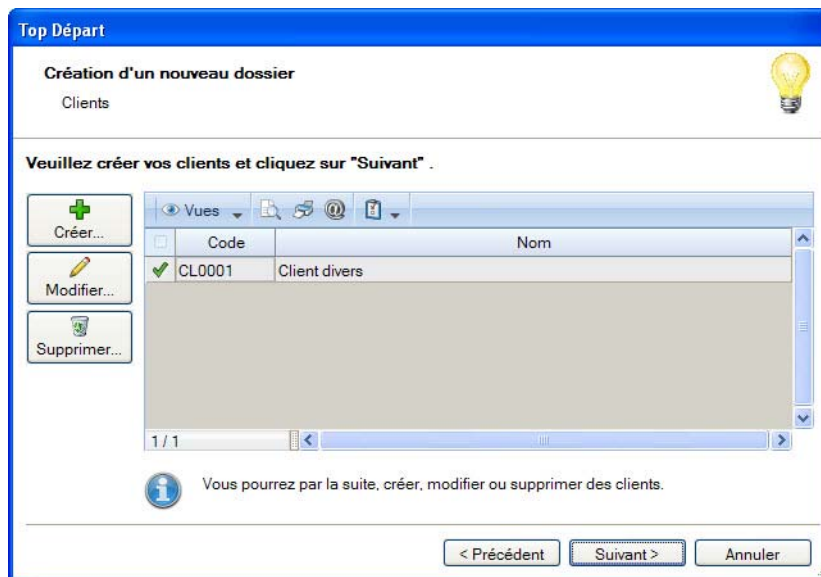 Top Départ
Création d'un nouveau dossier
Clients
Veuillez créer vos clients et cliquez sur "Suivant" .
Créer...
Modifier...
Supprimer...
Vues
Code Nom
CL0001 Client divers
1 / 1
Vous pourrez par la suite, créer, modifier ou supprimer des clients.
< Précédent Suivant > Annuler